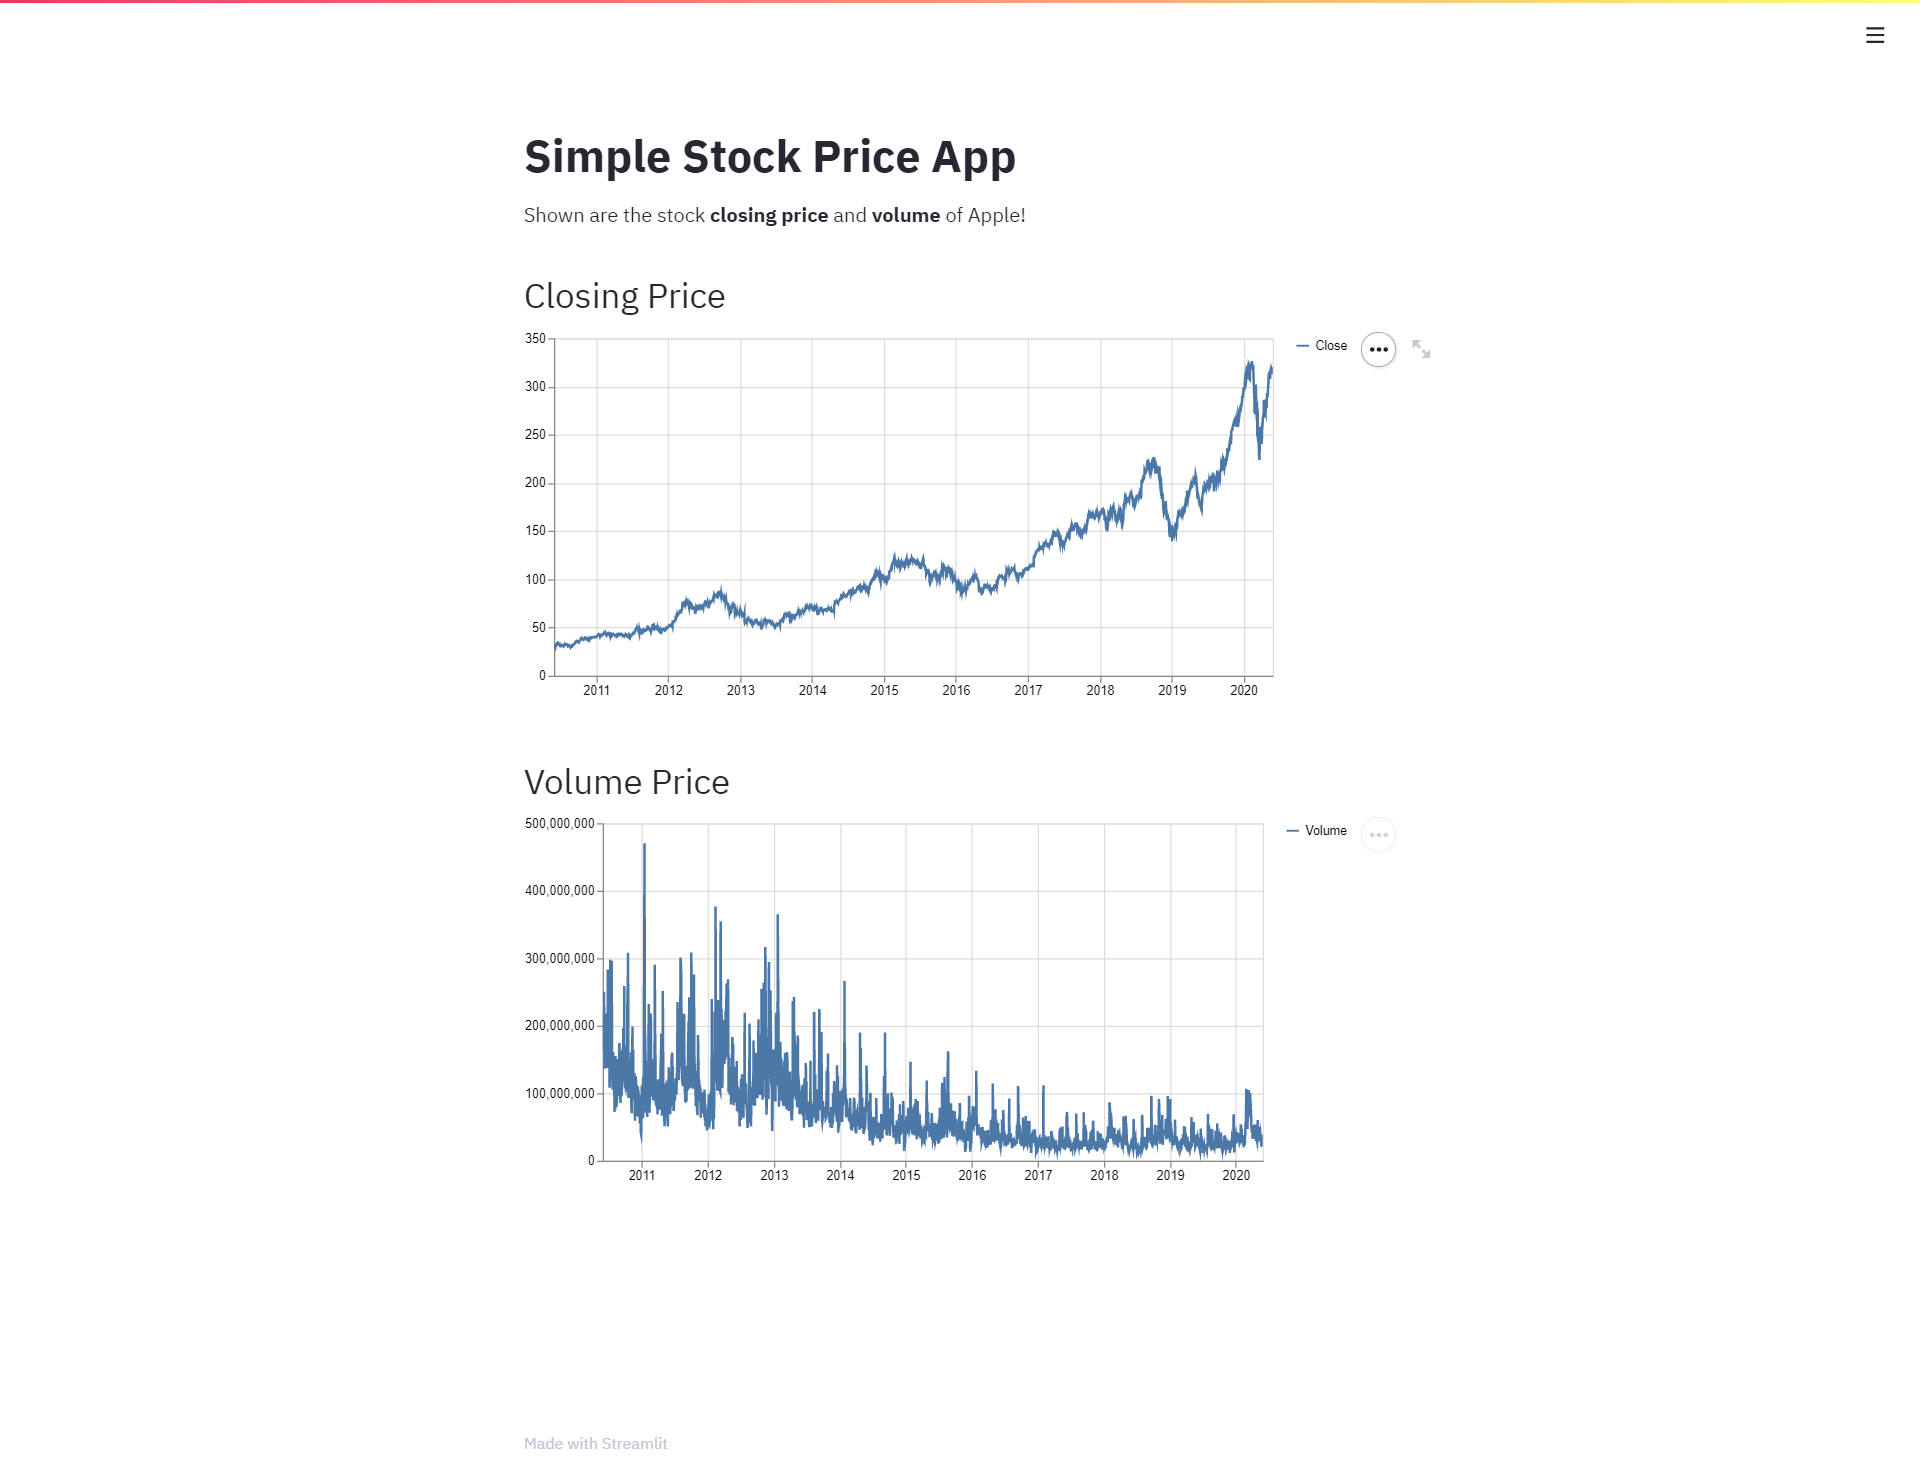 Simple Stock Price App
Shown are the stock closing price and volume of Apple!
Closing Price
350
300
250
200
150
100
50
0
2011 2012 2013 2014 2015 2016 2017 2018 2019 2020
Close
Volume Price
500,000,000
400,000,000
300,000,000
200,000,000
100,000,000
0
2011 2012 2013 2014 2015 2016 2017 2018 2019 2020
Volume
Made with Streamlit